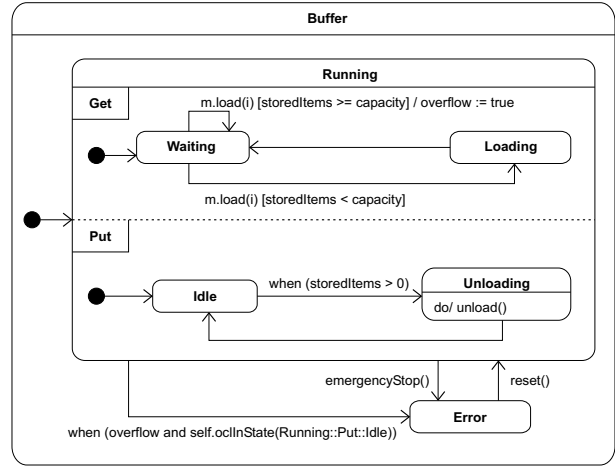 Buffer
Running
Get
m.load(i) [storedItems >= capacity] / overflow := true
Waiting
Loading
m.load(i) [storedItems < capacity]
Put
Idle
when (storedItems > 0)
Unloading
do/ unload()
emergencyStop()
reset()
Error
when (overflow and self.oclInState(Running::Put::Idle))